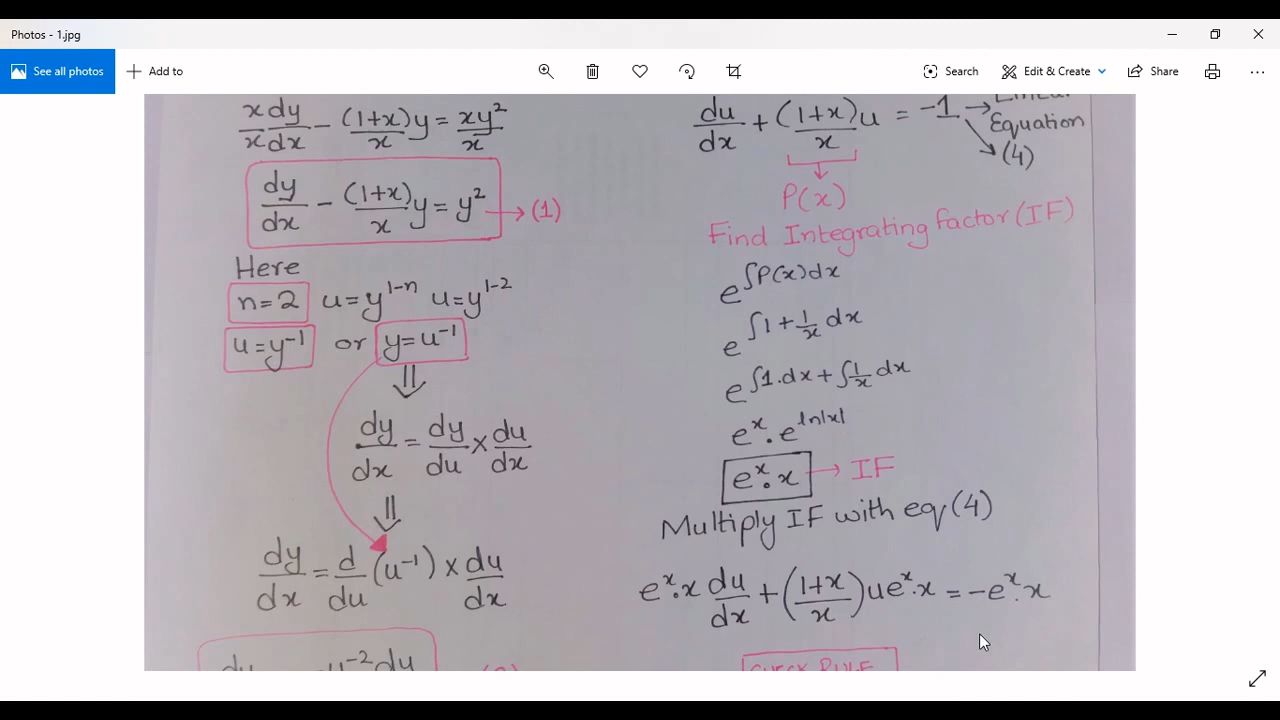 Photos - 1.jpg
See all photos
Add to
Search
Edit & Create
Share
x/x dy/dx - (1+x)/x y = xy²/x
dy/dx - (1+x)/x y = y² → (1)
Here
n=2 u=y^(1-n) u=y^(1-2)
u=y^(-1) or y=u^(-1)
⇓
dy/dx = dy/du × du/dx
⇓
dy/dx = d/du (u^(-1)) × du/dx
du/dx + (1+x)/x u = -1 → Linear
Equation
(4)
P(x)
Find Integrating factor (IF)
e^(∫P(x)dx)
e^(∫1 + 1/x dx)
e^(∫1.dx + ∫1/x dx)
e^x . e^(ln|x|)
e^x . x → IF
Multiply IF with eq (4)
e^x . x du/dx + ((1+x)/x) u e^x . x = -e^x . x
CHECK RULE